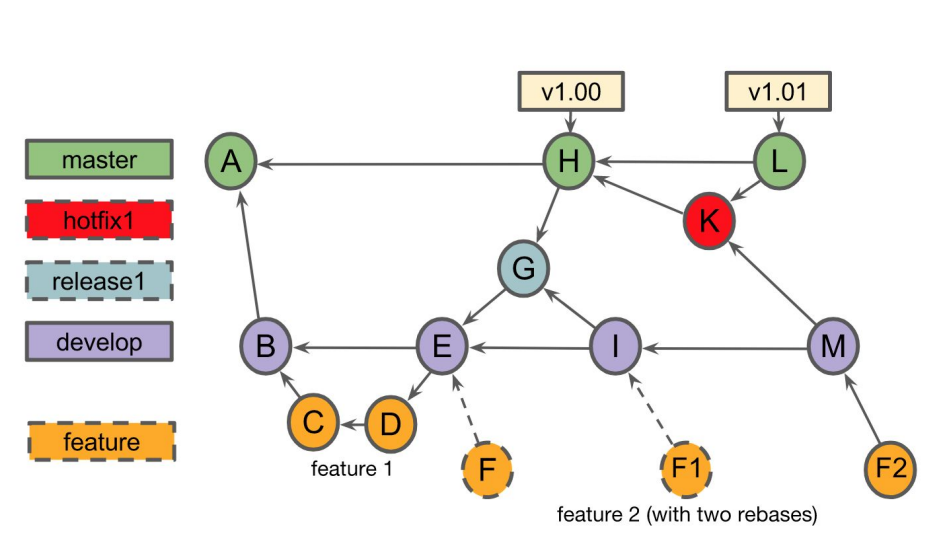 v1.00
v1.01
master
A
H
L
hotfix1
K
release1
G
develop
B
E
I
M
feature
C
D
F
F1
F2
feature 1
feature 2 (with two rebases)